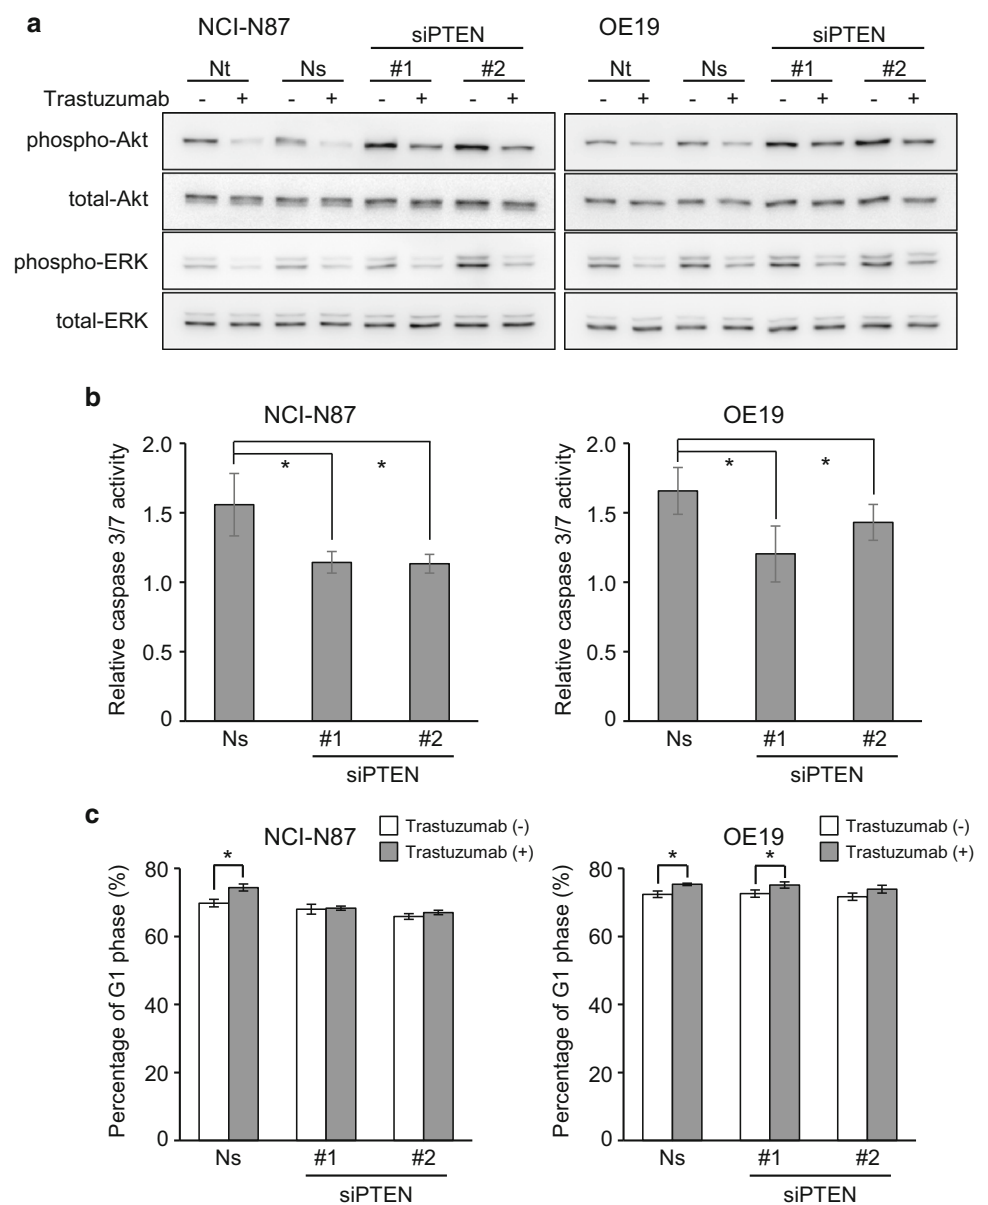 a
NCI-N87
OE19
siPTEN
siPTEN
Nt Ns #1 #2
Nt Ns #1 #2
Trastuzumab - + - + - + - +
- + - + - + - +
phospho-Akt
total-Akt
phospho-ERK
total-ERK
b
NCI-N87
Relative caspase 3/7 activity
2.0
1.5
1.0
0.5
0
* *
Ns #1 #2
siPTEN
OE19
Relative caspase 3/7 activity
2.0
1.5
1.0
0.5
0
* *
Ns #1 #2
siPTEN
c
NCI-N87
Trastuzumab (-)
Trastuzumab (+)
Percentage of G1 phase (%)
80
60
40
20
0
*
Ns #1 #2
siPTEN
OE19
Trastuzumab (-)
Trastuzumab (+)
Percentage of G1 phase (%)
80
60
40
20
0
* *
Ns #1 #2
siPTEN